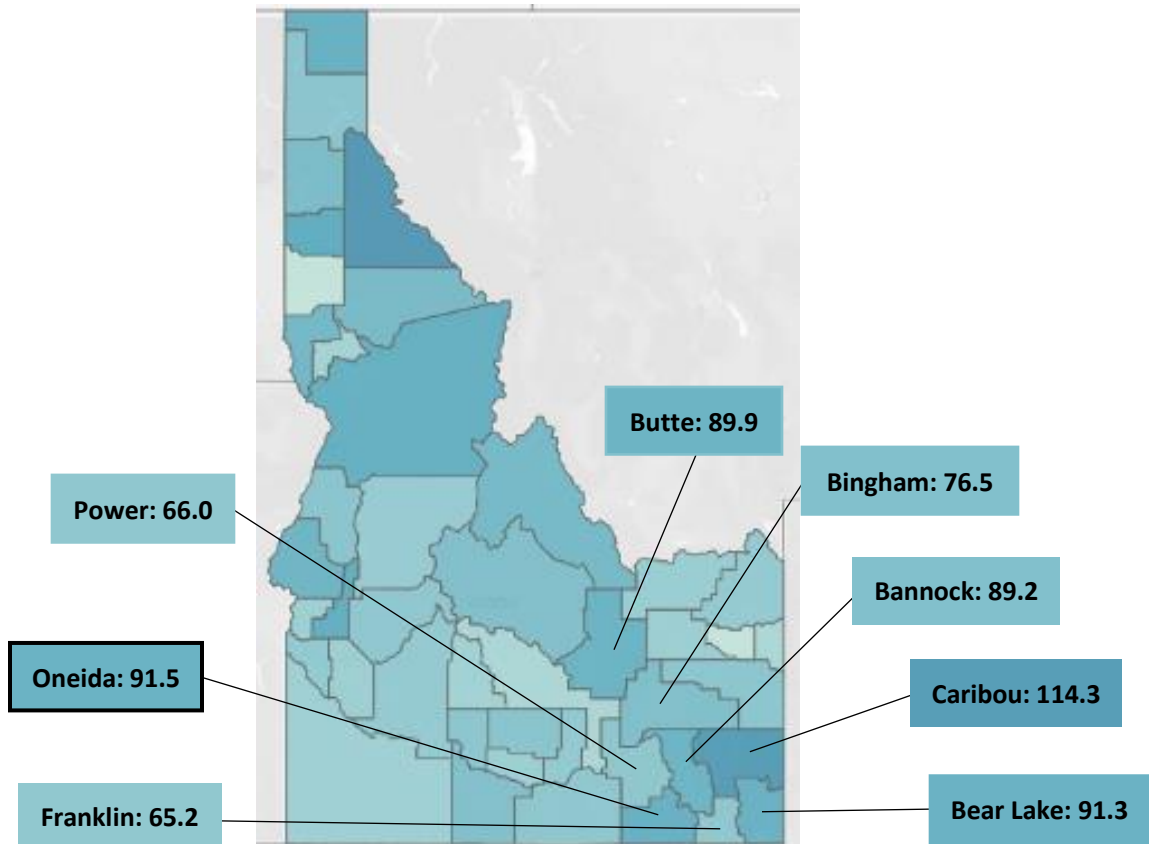 Butte: 89.9
Bingham: 76.5
Power: 66.0
Bannock: 89.2
Oneida: 91.5
Caribou: 114.3
Franklin: 65.2
Bear Lake: 91.3